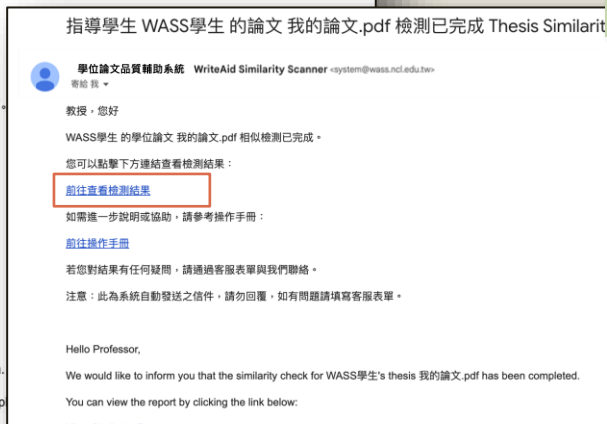 指導學生 WASS學生 的論文 我的論文.pdf 檢測已完成 Thesis Similarit
學位論文品質輔助系統 WriteAid Similarity Scanner <system@wass.ncl.edu.tw>
寄給 我
教授，您好
WASS學生 的學位論文 我的論文.pdf 相似檢測已完成。
您可以點擊下方連結查看檢測結果：
前往查看檢測結果
如需進一步說明或協助，請參考操作手冊：
前往操作手冊
若您對結果有任何疑問，請通過客服表單與我們聯絡。
注意：此為系統自動發送之信件，請勿回覆，如有問題請填寫客服表單。
Hello Professor,
We would like to inform you that the similarity check for WASS學生's thesis 我的論文.pdf has been completed.
You can view the report by clicking the link below: